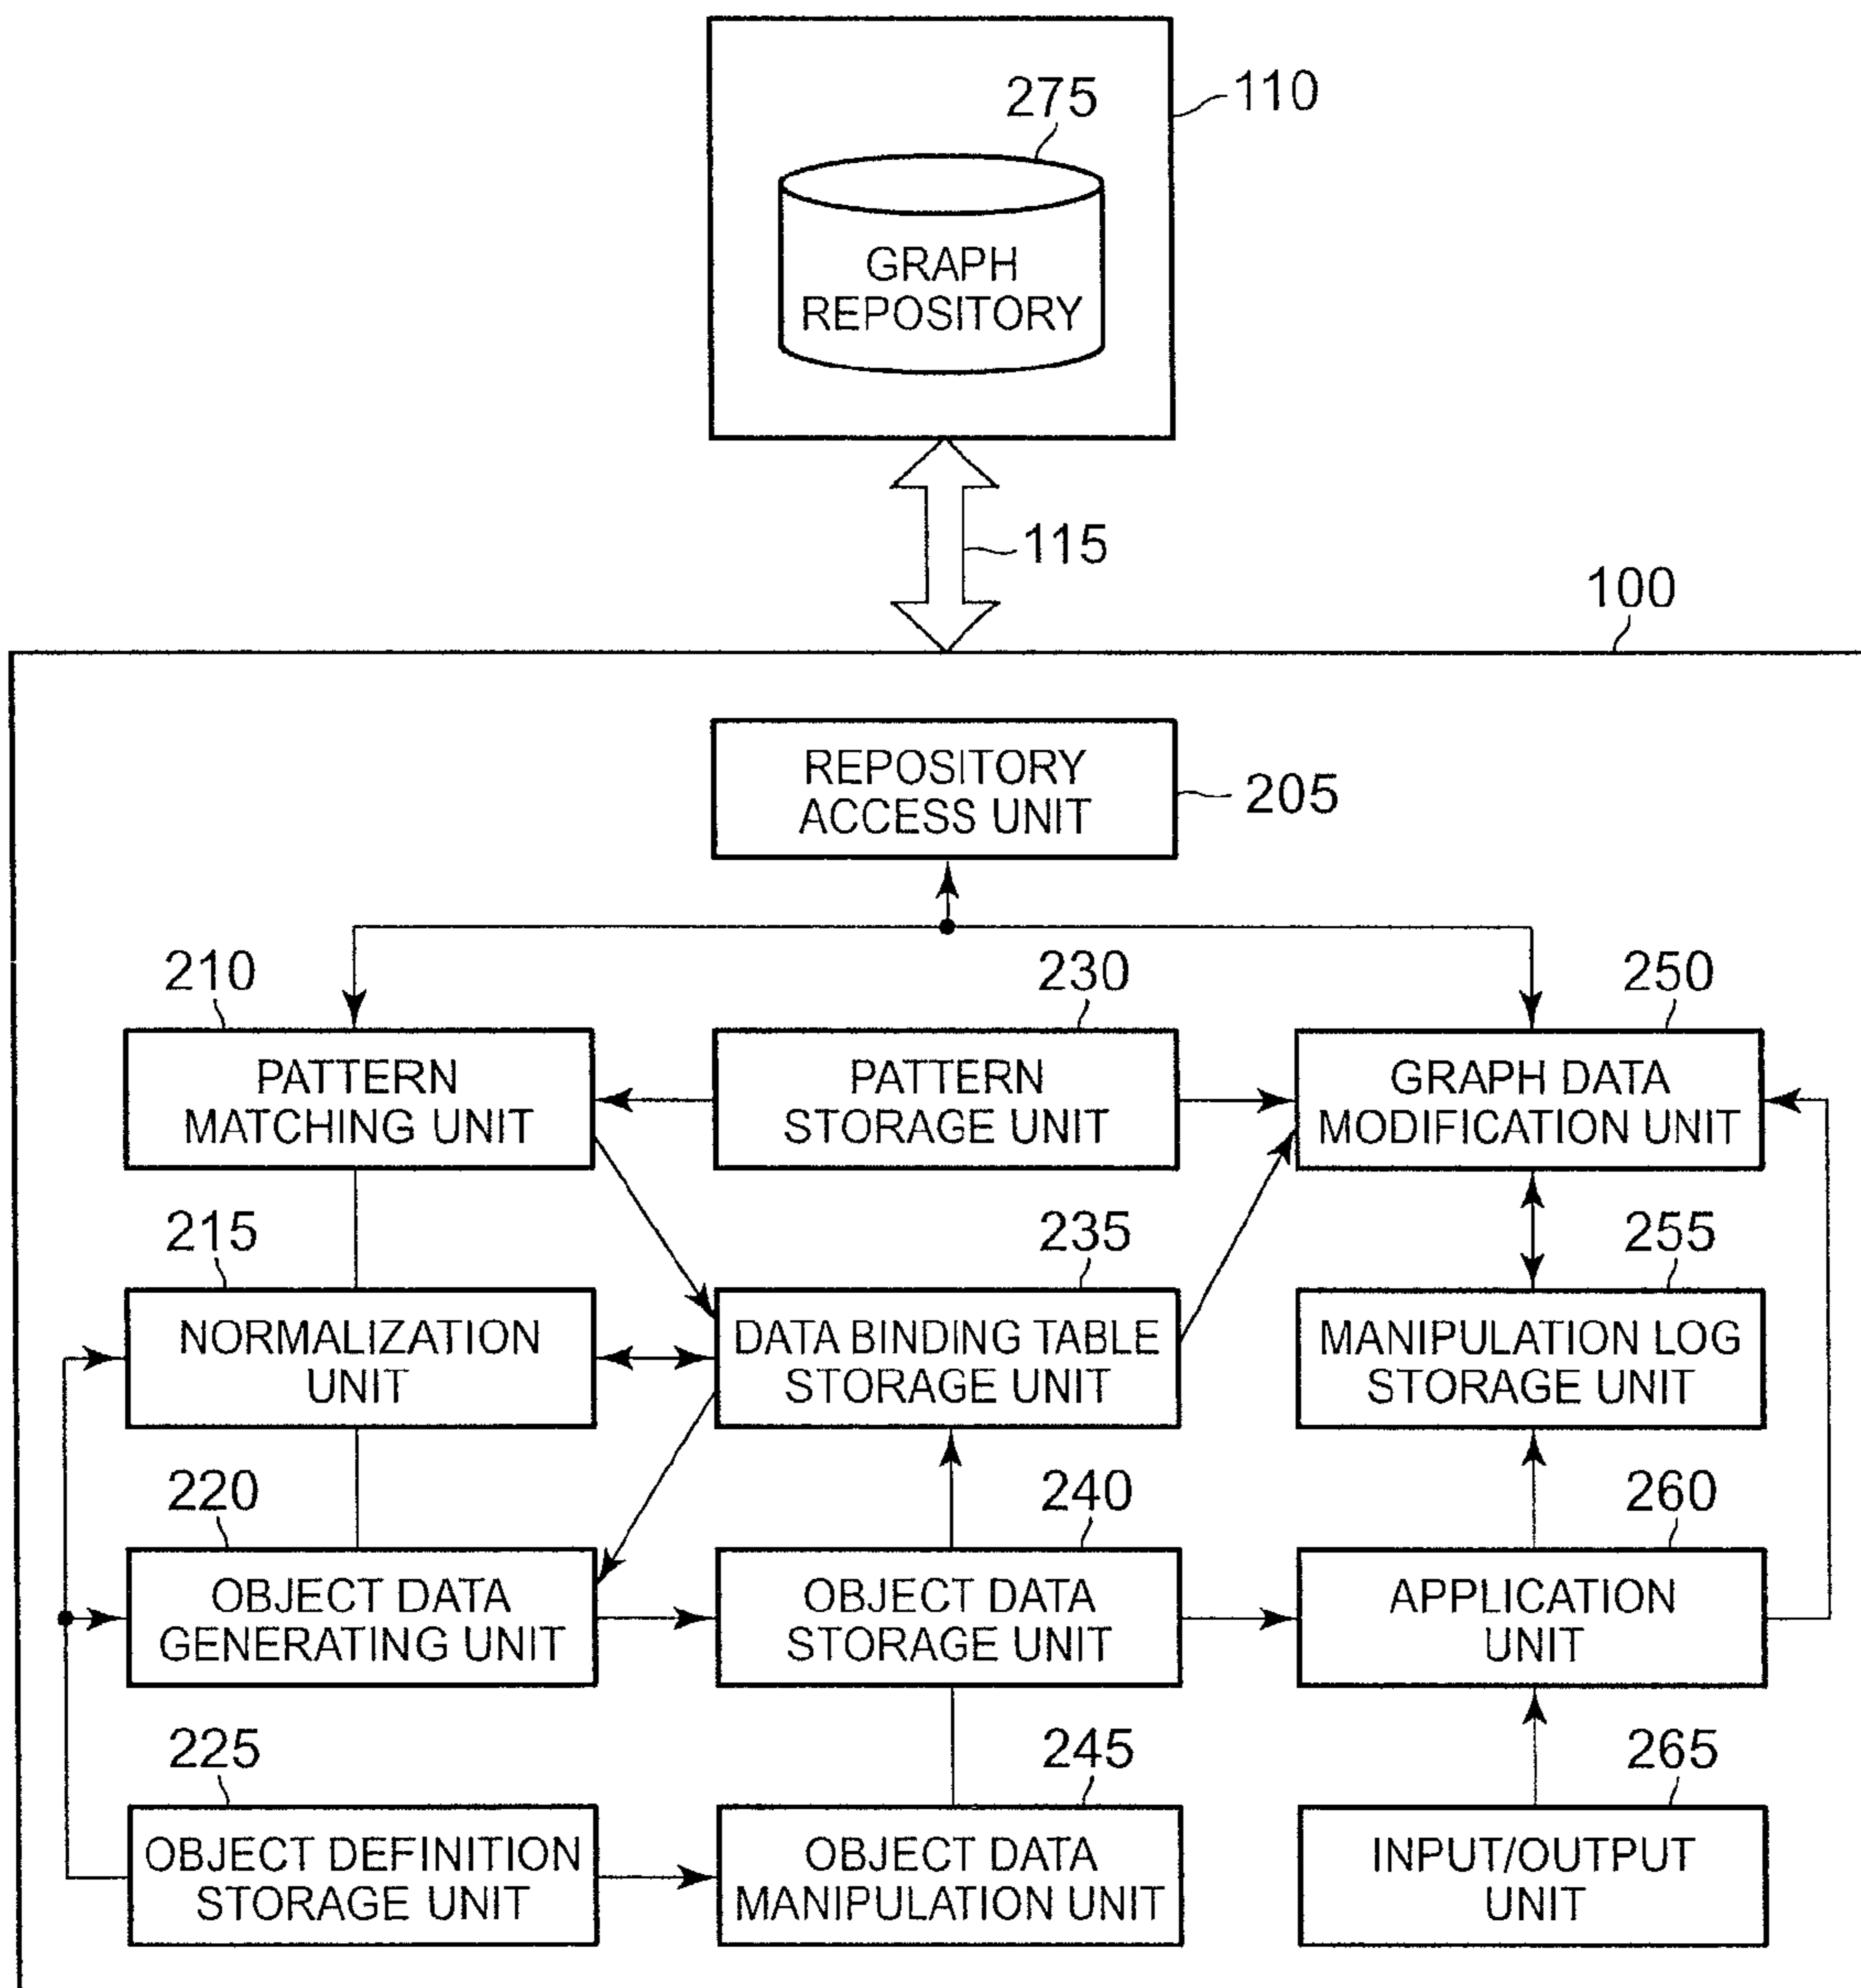 275
110
GRAPH
REPOSITORY
115
100
REPOSITORY
ACCESS UNIT
205
210
230
250
PATTERN
MATCHING UNIT
PATTERN
STORAGE UNIT
GRAPH DATA
MODIFICATION UNIT
215
235
255
NORMALIZATION
UNIT
DATA BINDING TABLE
STORAGE UNIT
MANIPULATION LOG
STORAGE UNIT
220
240
260
OBJECT DATA
GENERATING UNIT
OBJECT DATA
STORAGE UNIT
APPLICATION
UNIT
225
245
265
OBJECT DEFINITION
STORAGE UNIT
OBJECT DATA
MANIPULATION UNIT
INPUT/OUTPUT
UNIT